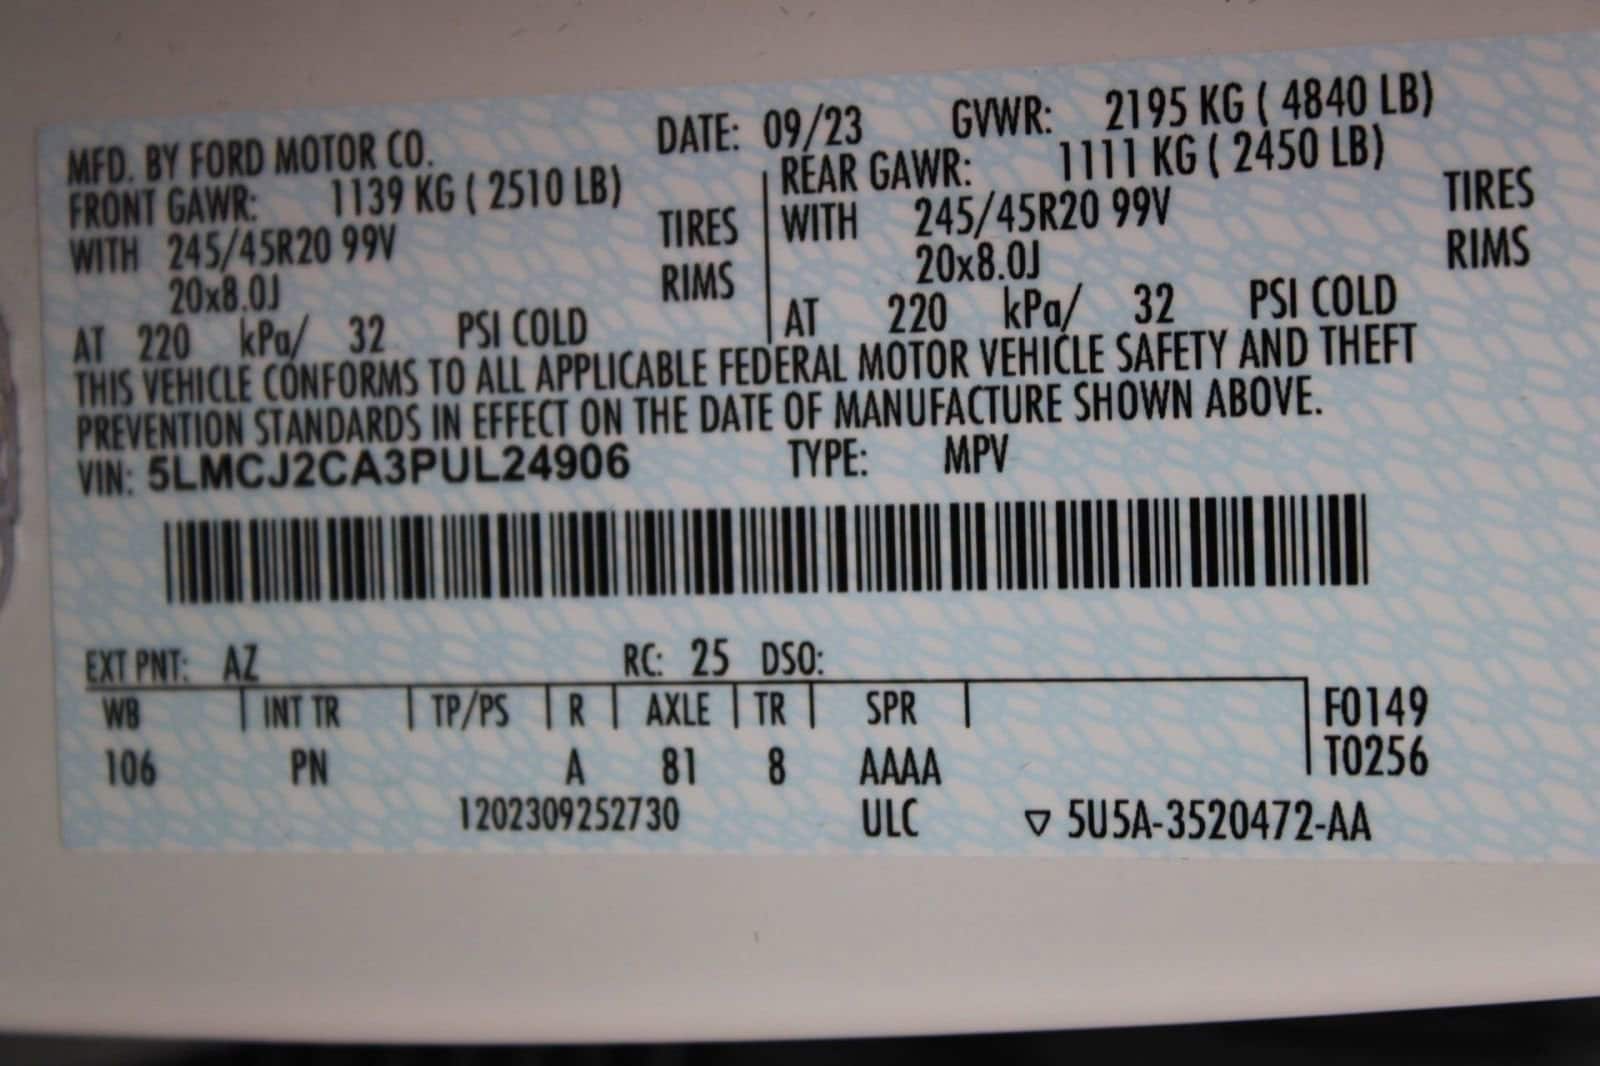 MFD. BY FORD MOTOR CO. DATE: 09/23 GVWR: 2195 KG ( 4840 LB)
FRONT GAWR: 1139 KG ( 2510 LB) REAR GAWR: 1111 KG ( 2450 LB)
WITH 245/45R20 99V TIRES WITH 245/45R20 99V TIRES
20x8.0J RIMS 20x8.0J RIMS
AT 220 kPa/ 32 PSI COLD AT 220 kPa/ 32 PSI COLD
THIS VEHICLE CONFORMS TO ALL APPLICABLE FEDERAL MOTOR VEHICLE SAFETY AND THEFT
PREVENTION STANDARDS IN EFFECT ON THE DATE OF MANUFACTURE SHOWN ABOVE.
VIN: 5LMCJ2CA3PUL24906 TYPE: MPV
EXT PNT: AZ RC: 25 DSO:
WB INT TR TP/PS R AXLE TR SPR F0149
106 PN A 81 8 AAAA T0256
1202309252730 ULC ▽ 5U5A-3520472-AA